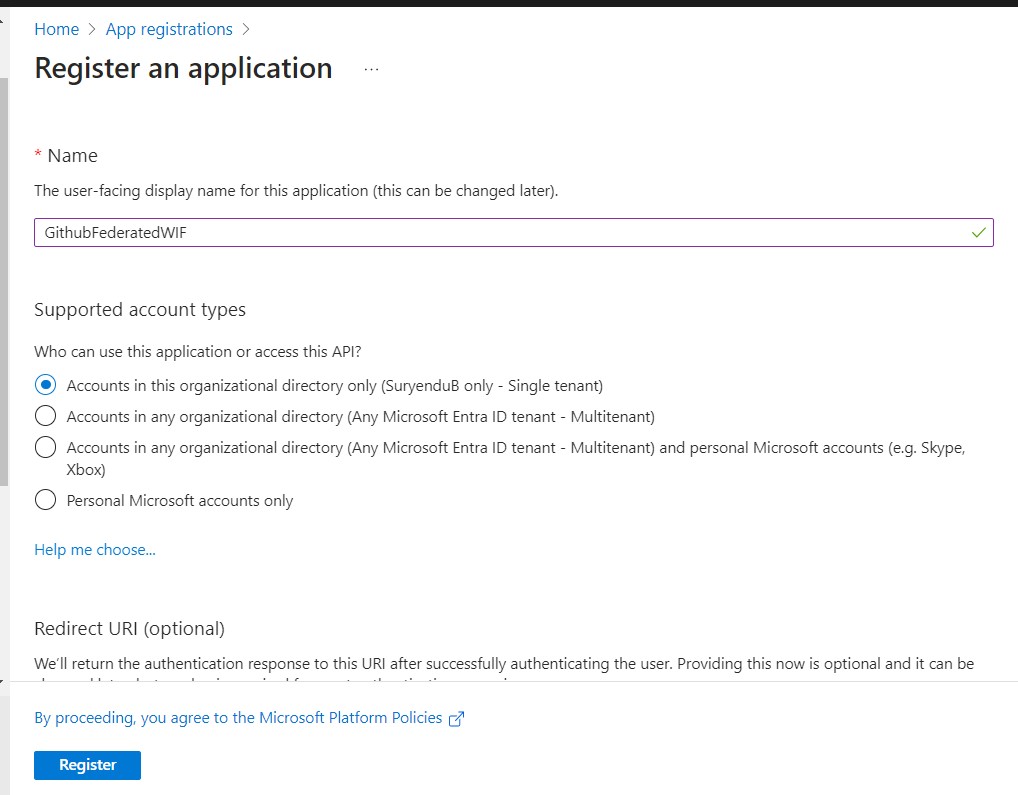 Home > App registrations >
Register an application ...
* Name
The user-facing display name for this application (this can be changed later).
GithubFederatedWIF
Supported account types
Who can use this application or access this API?
Accounts in this organizational directory only (SuryenduB only - Single tenant)
Accounts in any organizational directory (Any Microsoft Entra ID tenant - Multitenant)
Accounts in any organizational directory (Any Microsoft Entra ID tenant - Multitenant) and personal Microsoft accounts (e.g. Skype,
Xbox)
Personal Microsoft accounts only
Help me choose...
Redirect URI (optional)
We'll return the authentication response to this URI after successfully authenticating the user. Providing this now is optional and it can be
By proceeding, you agree to the Microsoft Platform Policies
Register